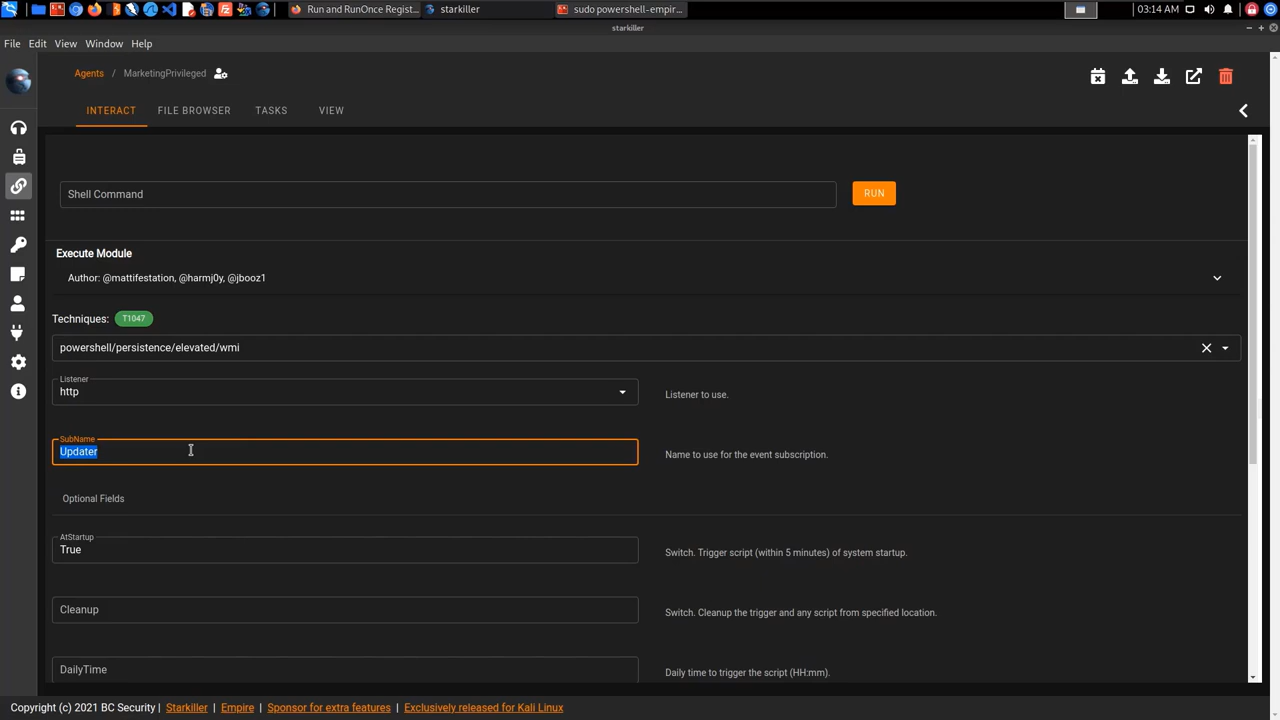 Run and RunOnce Regist...
starkiller
sudo powershell-empir...
03:14 AM
starkiller
File Edit View Window Help
Agents / MarketingPrivileged
INTERACT FILE BROWSER TASKS VIEW
Shell Command
RUN
Execute Module
Author: @mattifestation, @harmj0y, @jbooz1
Techniques: T1047
powershell/persistence/elevated/wmi
Listener
http
Listener to use.
SubName
Updater
Name to use for the event subscription.
Optional Fields
AtStartup
True
Switch. Trigger script (within 5 minutes) of system startup.
Cleanup
Switch. Cleanup the trigger and any script from specified location.
DailyTime
Daily time to trigger the script (HH:mm).
Copyright (c) 2021 BC Security | Starkiller | Empire | Sponsor for extra features | Exclusively released for Kali Linux